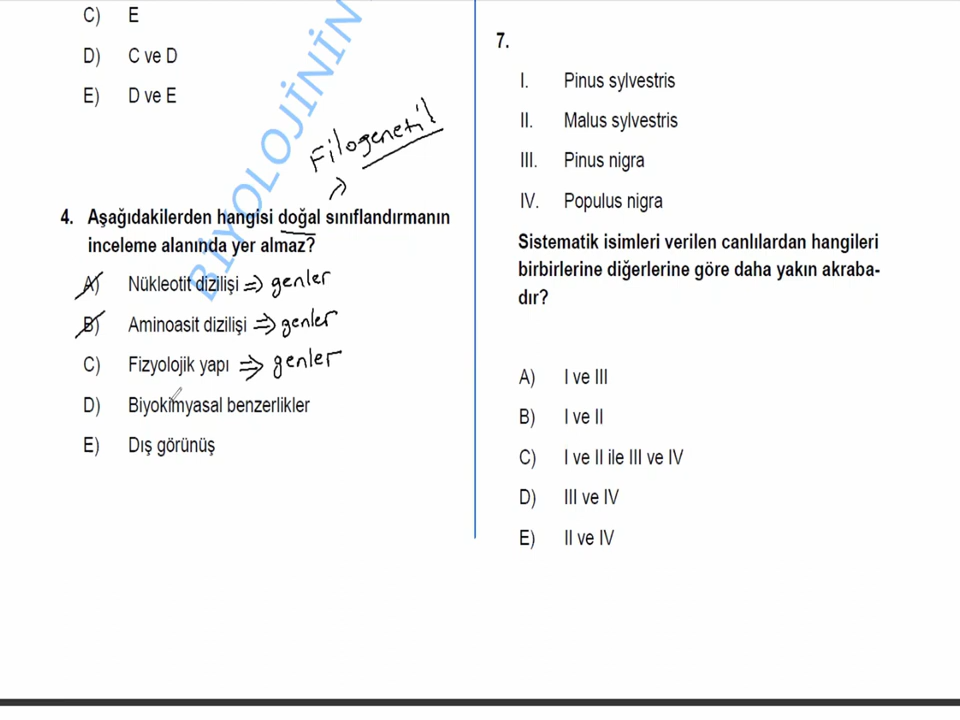 C) E
D) C ve D
E) D ve E
BİYOLOJİNİN
Filogenetil
4. Aşağıdakilerden hangisi doğal sınıflandırmanın
inceleme alanında yer almaz?
A) Nükleotit dizilişi => genler
B) Aminoasit dizilişi => genler
C) Fizyolojik yapı => genler
D) Biyokimyasal benzerlikler
E) Dış görünüş
7.
I. Pinus sylvestris
II. Malus sylvestris
III. Pinus nigra
IV. Populus nigra
Sistematik isimleri verilen canlılardan hangileri
birbirlerine diğerlerine göre daha yakın akraba-
dır?
A) I ve III
B) I ve II
C) I ve II ile III ve IV
D) III ve IV
E) II ve IV